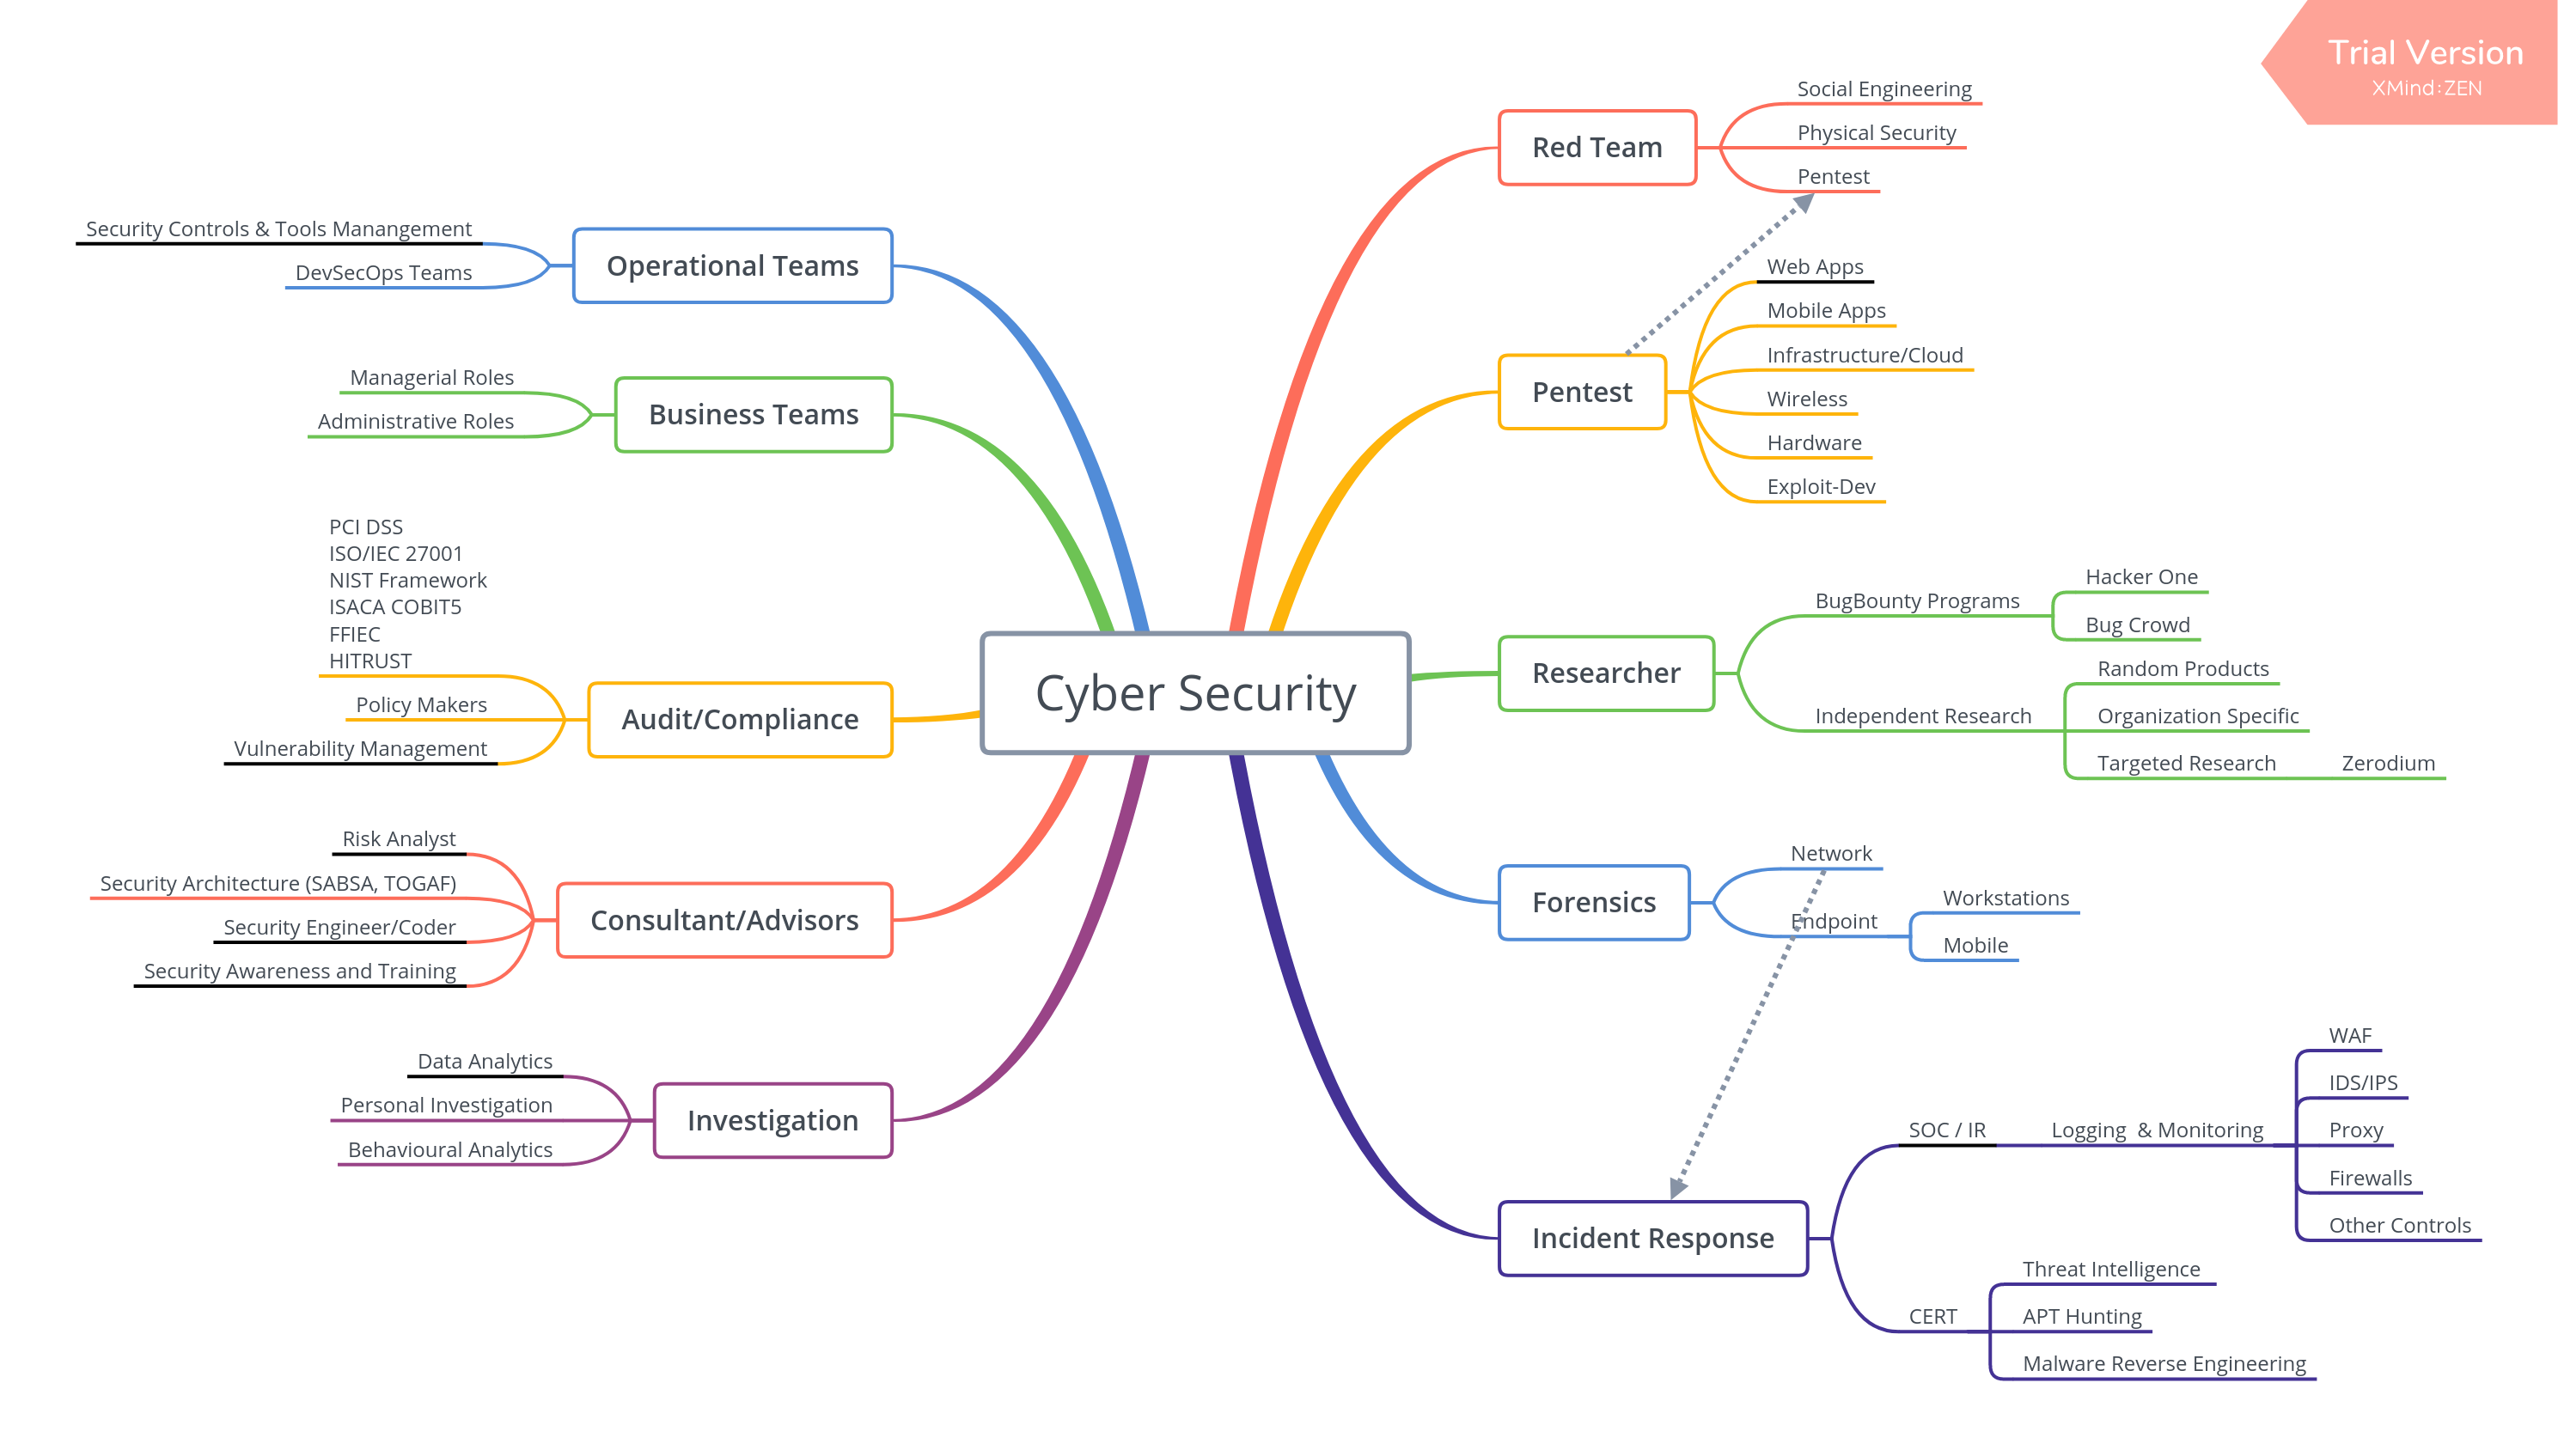 Trial Version
XMind:ZEN
Cyber Security
Red Team
Social Engineering
Physical Security
Pentest
Pentest
Web Apps
Mobile Apps
Infrastructure/Cloud
Wireless
Hardware
Exploit-Dev
Researcher
BugBounty Programs
Hacker One
Bug Crowd
Independent Research
Random Products
Organization Specific
Targeted Research
Zerodium
Forensics
Network
Endpoint
Workstations
Mobile
Incident Response
SOC / IR
Logging  & Monitoring
WAF
IDS/IPS
Proxy
Firewalls
Other Controls
CERT
Threat Intelligence
APT Hunting
Malware Reverse Engineering
Operational Teams
Security Controls & Tools Manangement
DevSecOps Teams
Business Teams
Managerial Roles
Administrative Roles
Audit/Compliance
PCI DSS
ISO/IEC 27001
NIST Framework
ISACA COBIT5
FFIEC
HITRUST
Policy Makers
Vulnerability Management
Consultant/Advisors
Risk Analyst
Security Architecture (SABSA, TOGAF)
Security Engineer/Coder
Security Awareness and Training
Investigation
Data Analytics
Personal Investigation
Behavioural Analytics